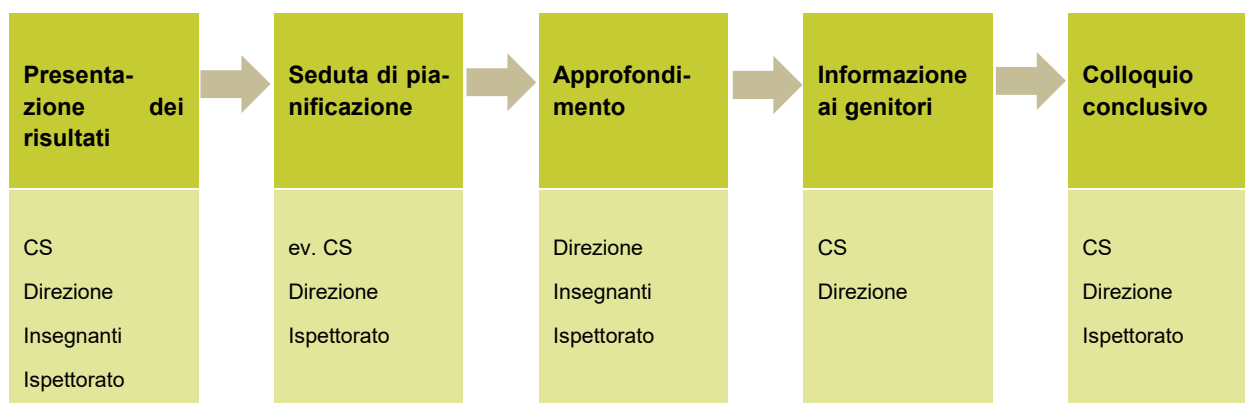 Presenta-
zione dei
risultati
CS
Direzione
Insegnanti
Ispettorato
Seduta di pia-
nificazione
ev. CS
Direzione
Ispettorato
Approfondi-
mento
Direzione
Insegnanti
Ispettorato
Informazione
ai genitori
CS
Direzione
Colloquio
conclusivo
CS
Direzione
Ispettorato